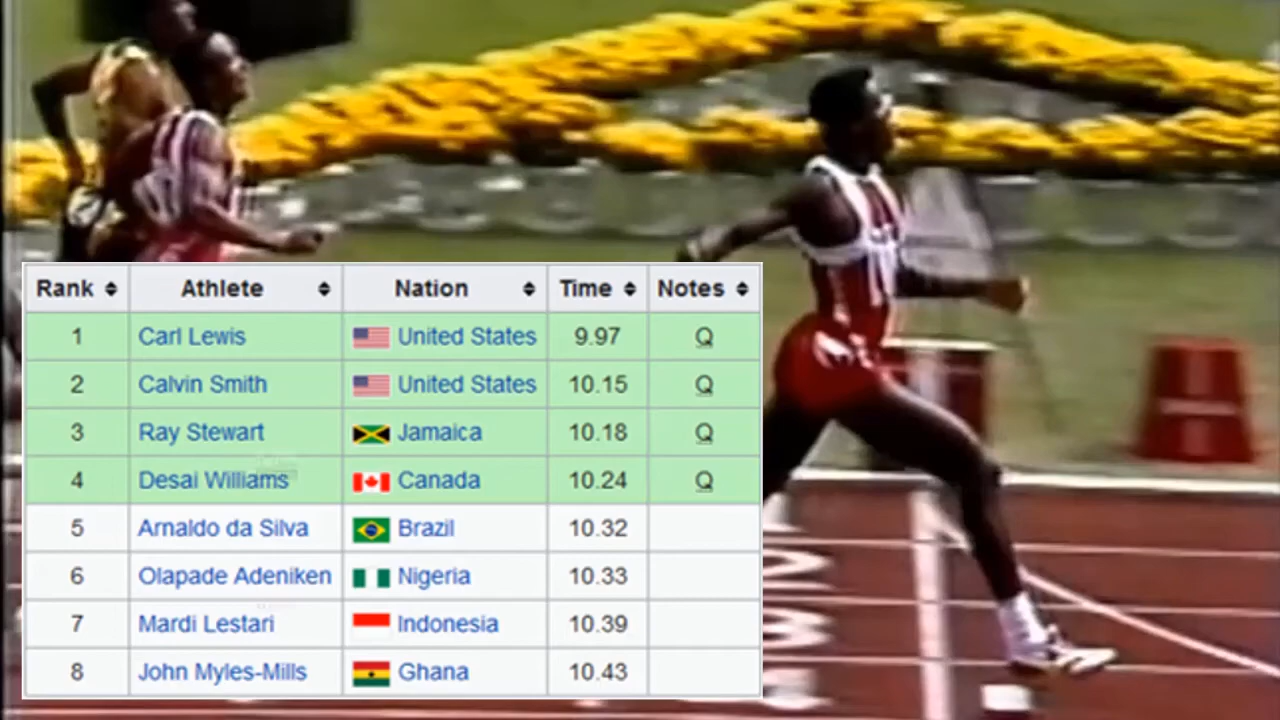 Rank Athlete Nation Time Notes
1 Carl Lewis United States 9.97 Q
2 Calvin Smith United States 10.15 Q
3 Ray Stewart Jamaica 10.18 Q
4 Desai Williams Canada 10.24 Q
5 Arnaldo da Silva Brazil 10.32
6 Olapade Adeniken Nigeria 10.33
7 Mardi Lestari Indonesia 10.39
8 John Myles-Mills Ghana 10.43